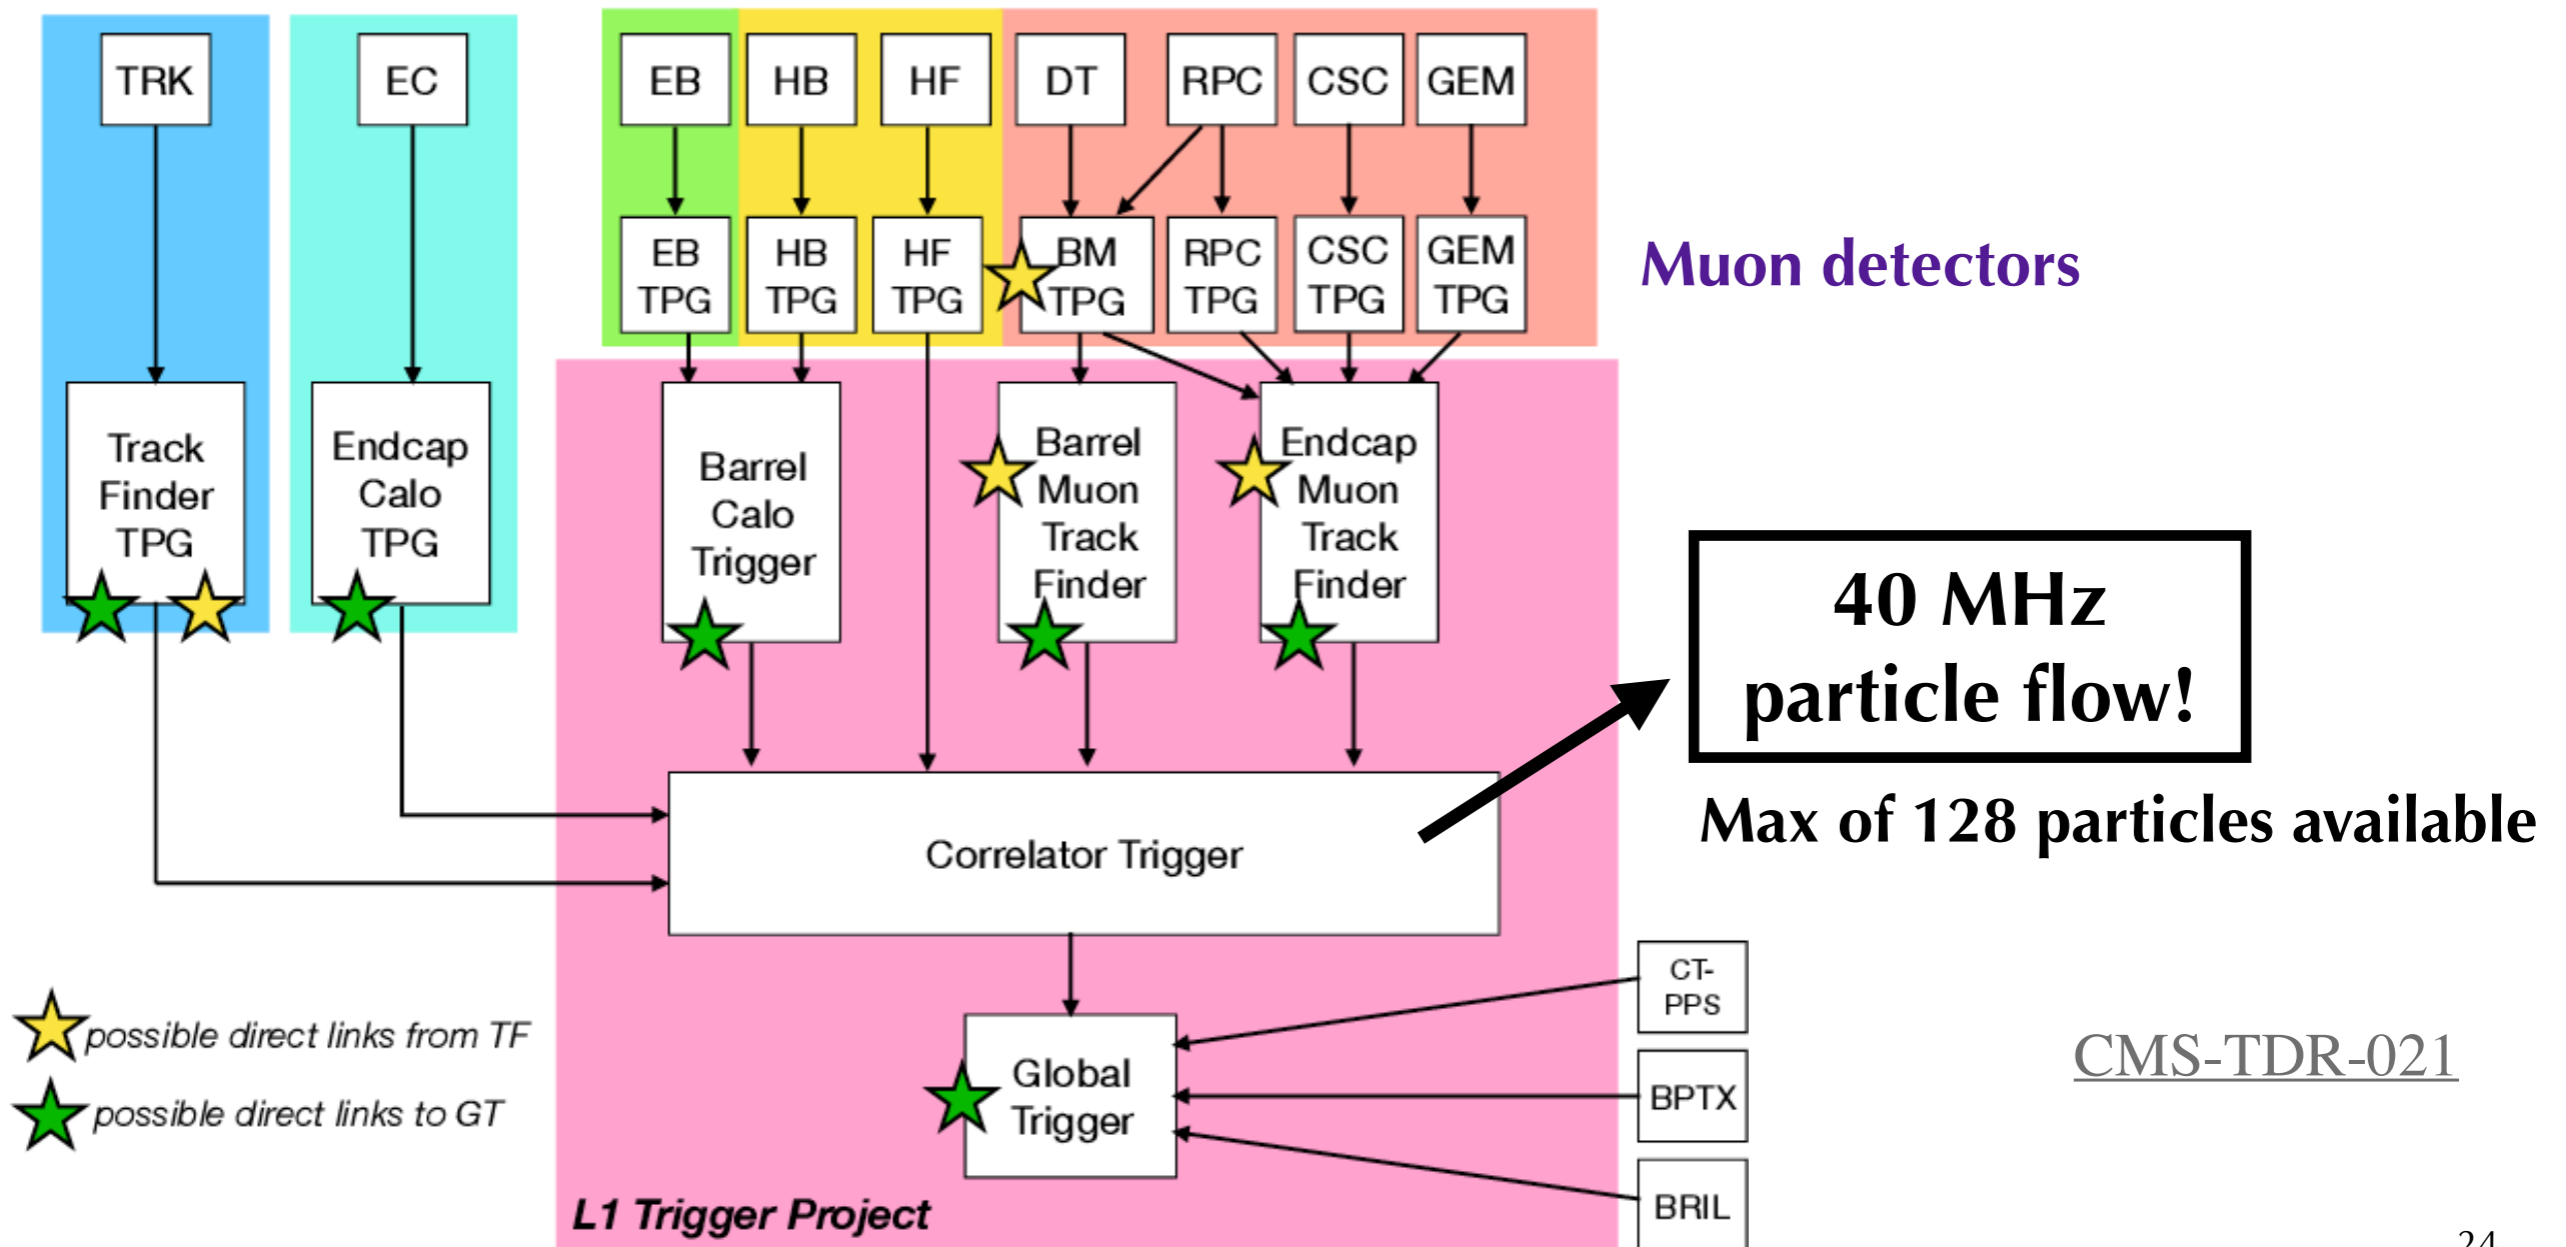 TRK
EC
EB
HB
HF
DT
RPC
CSC
GEM
EB
TPG
HB
TPG
HF
TPG
BM
TPG
RPC
TPG
CSC
TPG
GEM
TPG
Muon detectors
Track
Finder
TPG
Endcap
Calo
TPG
Barrel
Calo
Trigger
Barrel
Muon
Track
Finder
Endcap
Muon
Track
Finder
40 MHz
particle flow!
Max of 128 particles available
Correlator Trigger
possible direct links from TF
possible direct links to GT
Global
Trigger
CT-
PPS
BPTX
BRIL
CMS-TDR-021
L1 Trigger Project
24